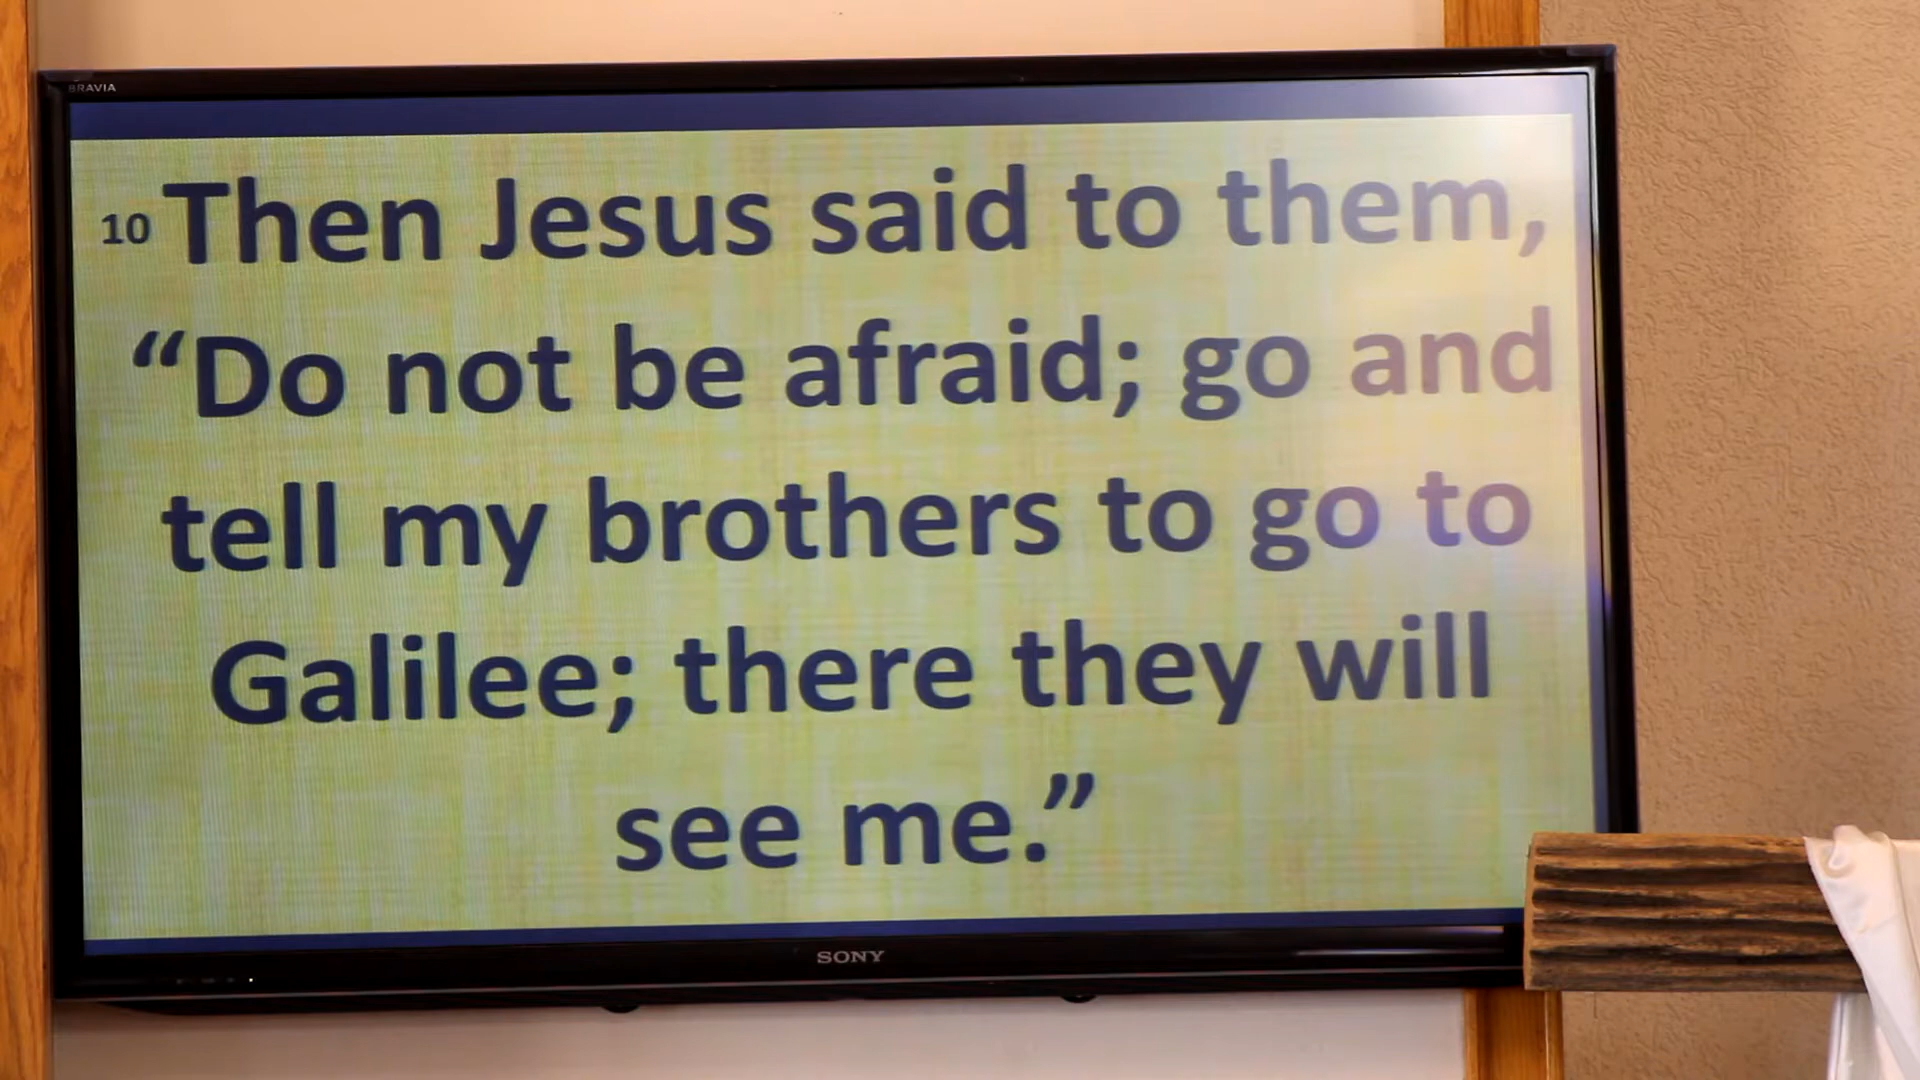 BRAVIA
10 Then Jesus said to them,
“Do not be afraid; go and
tell my brothers to go to
Galilee; there they will
see me.”
SONY